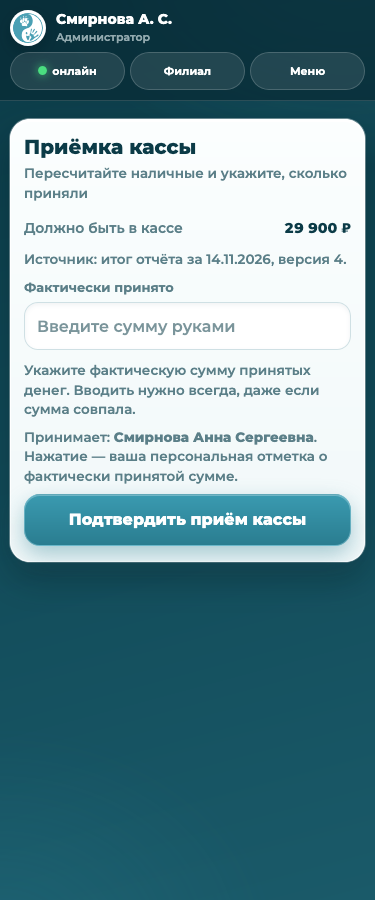 Смирнова А. С.
Администратор
онлайн
Филиал
Меню
Приёмка кассы
Пересчитайте наличные и укажите, сколько
приняли
Должно быть в кассе 29 900 ₽
Источник: итог отчёта за 14.11.2026, версия 4.
Фактически принято
Введите сумму руками
Укажите фактическую сумму принятых
денег. Вводить нужно всегда, даже если
сумма совпала.
Принимает: Смирнова Анна Сергеевна.
Нажатие — ваша персональная отметка о
фактически принятой сумме.
Подтвердить приём кассы